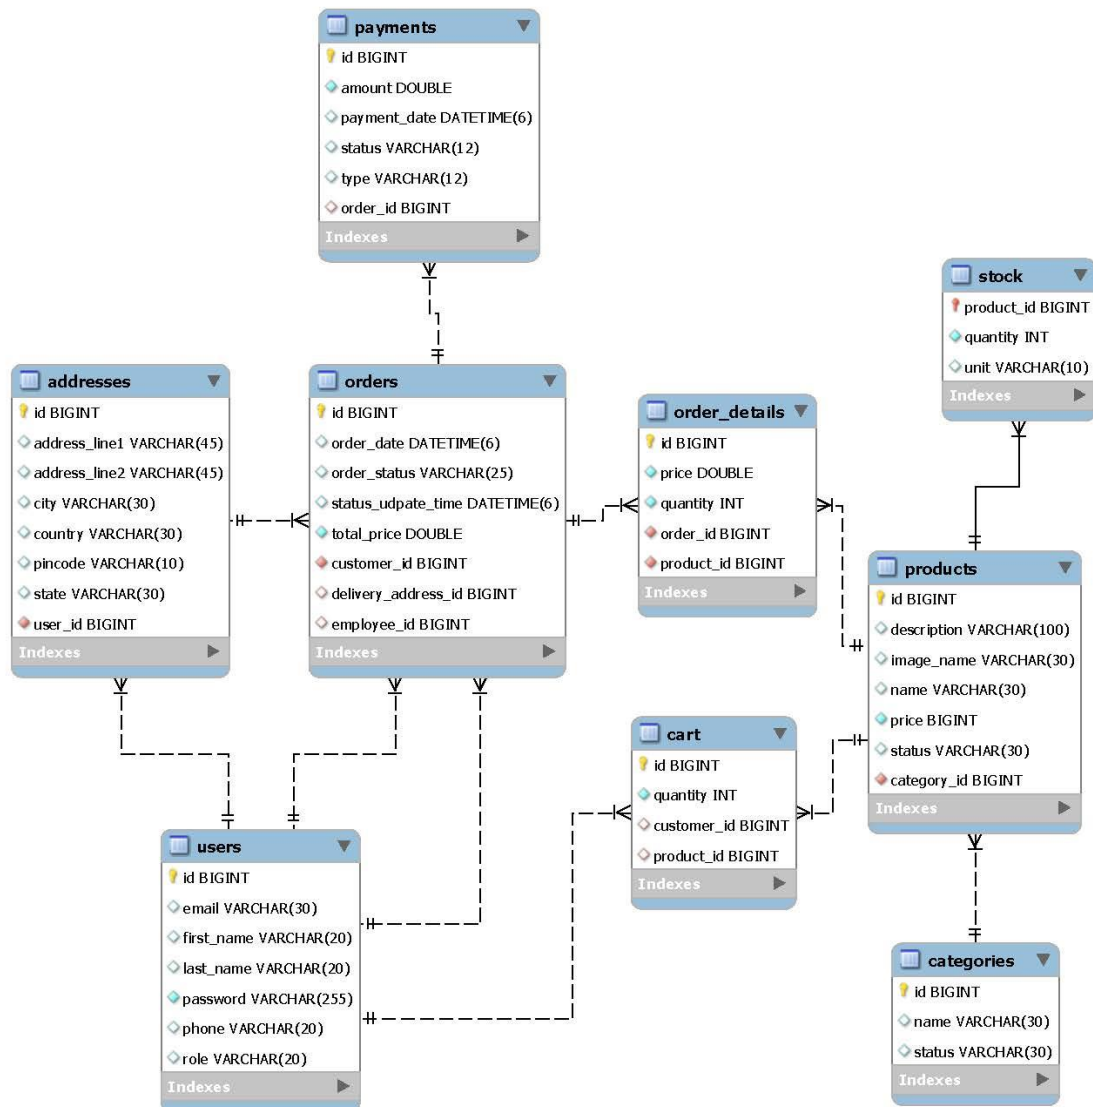 payments
id BIGINT
amount DOUBLE
payment_date DATETIME(6)
status VARCHAR(12)
type VARCHAR(12)
order_id BIGINT
Indexes
stock
product_id BIGINT
quantity INT
unit VARCHAR(10)
Indexes
addresses
id BIGINT
address_line1 VARCHAR(45)
address_line2 VARCHAR(45)
city VARCHAR(30)
country VARCHAR(30)
pincode VARCHAR(10)
state VARCHAR(30)
user_id BIGINT
Indexes
orders
id BIGINT
order_date DATETIME(6)
order_status VARCHAR(25)
status_udpate_time DATETIME(6)
total_price DOUBLE
customer_id BIGINT
delivery_address_id BIGINT
employee_id BIGINT
Indexes
order_details
id BIGINT
price DOUBLE
quantity INT
order_id BIGINT
product_id BIGINT
Indexes
products
id BIGINT
description VARCHAR(100)
image_name VARCHAR(30)
name VARCHAR(30)
price BIGINT
status VARCHAR(30)
category_id BIGINT
Indexes
cart
id BIGINT
quantity INT
customer_id BIGINT
product_id BIGINT
Indexes
users
id BIGINT
email VARCHAR(30)
first_name VARCHAR(20)
last_name VARCHAR(20)
password VARCHAR(255)
phone VARCHAR(20)
role VARCHAR(20)
Indexes
categories
id BIGINT
name VARCHAR(30)
status VARCHAR(30)
Indexes